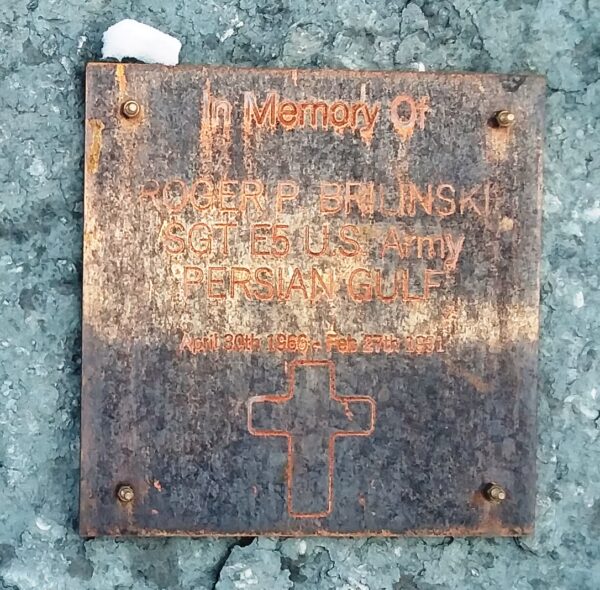 In Memory Of
ROGER P BRILINSKI
SGT E5 U.S. Army
PERSIAN GULF
April 30th 1966 - Feb 27th 1991